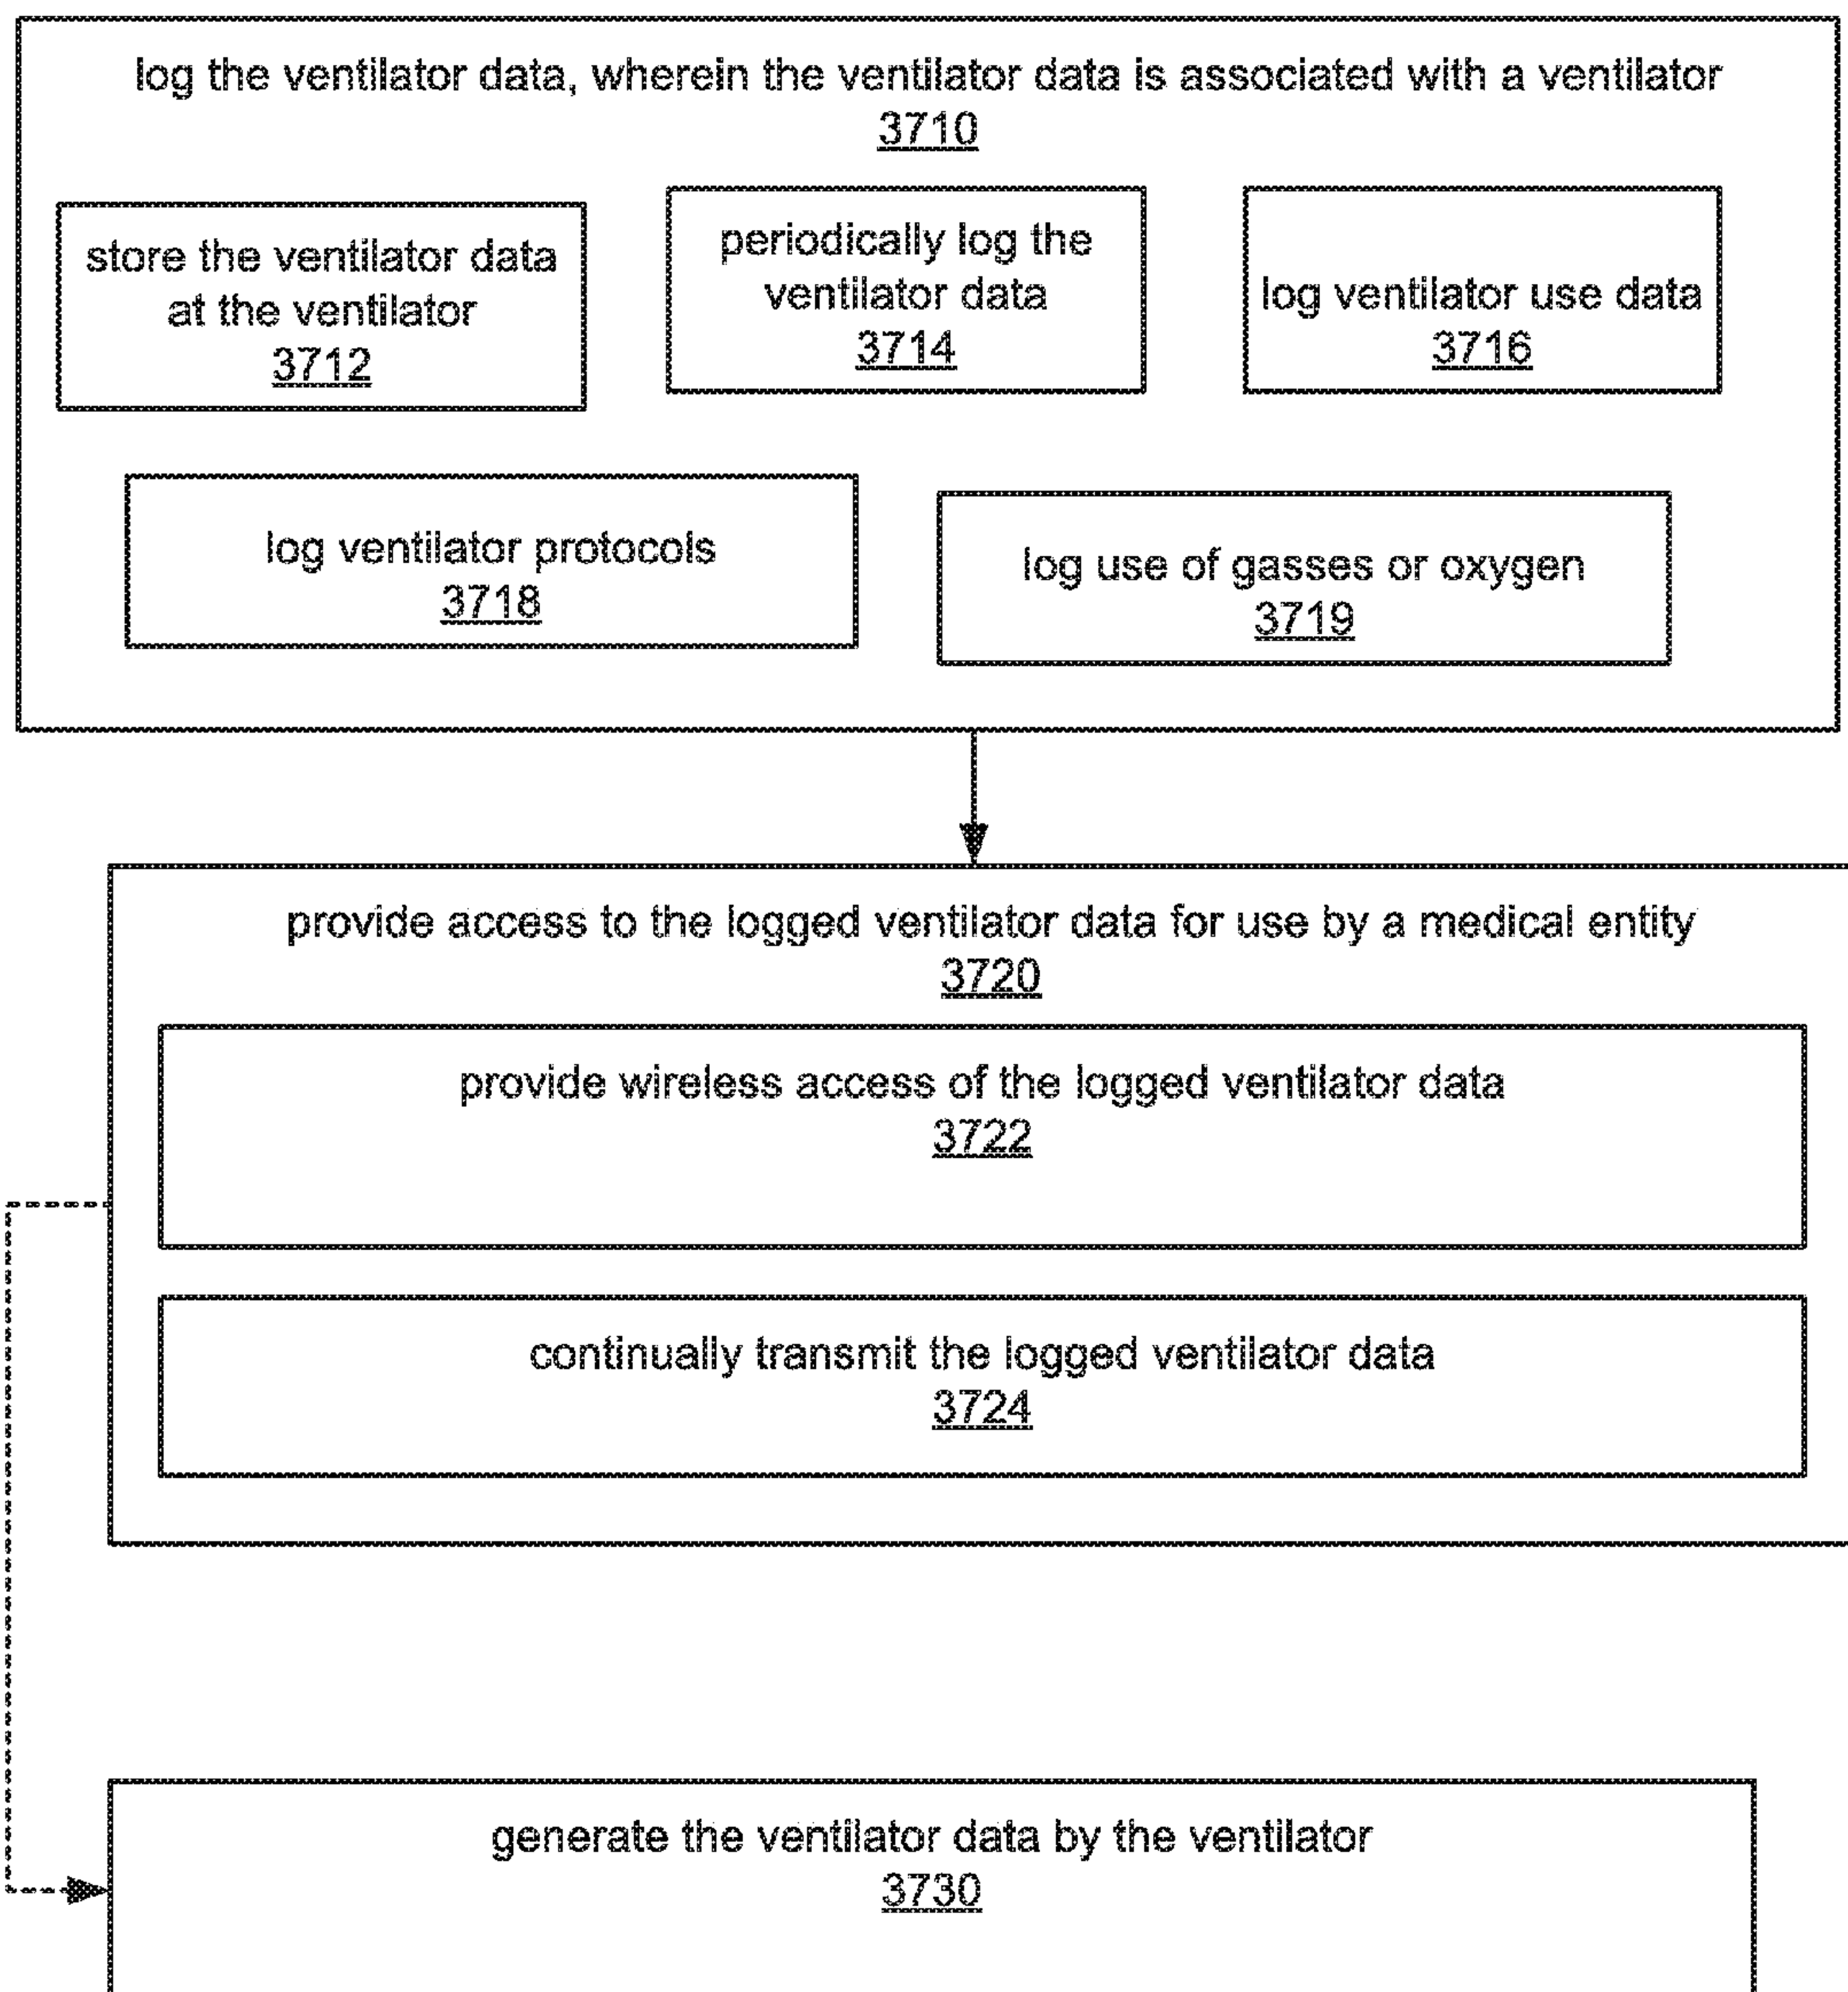 log the ventilator data, wherein the ventilator data is associated with a ventilator
3710
store the ventilator data
at the ventilator
3712
periodically log the
ventilator data
3714
log ventilator use data
3716
log ventilator protocols
3718
log use of gasses or oxygen
3719
provide access to the logged ventilator data for use by a medical entity
3720
provide wireless access of the logged ventilator data
3722
continually transmit the logged ventilator data
3724
generate the ventilator data by the ventilator
3730